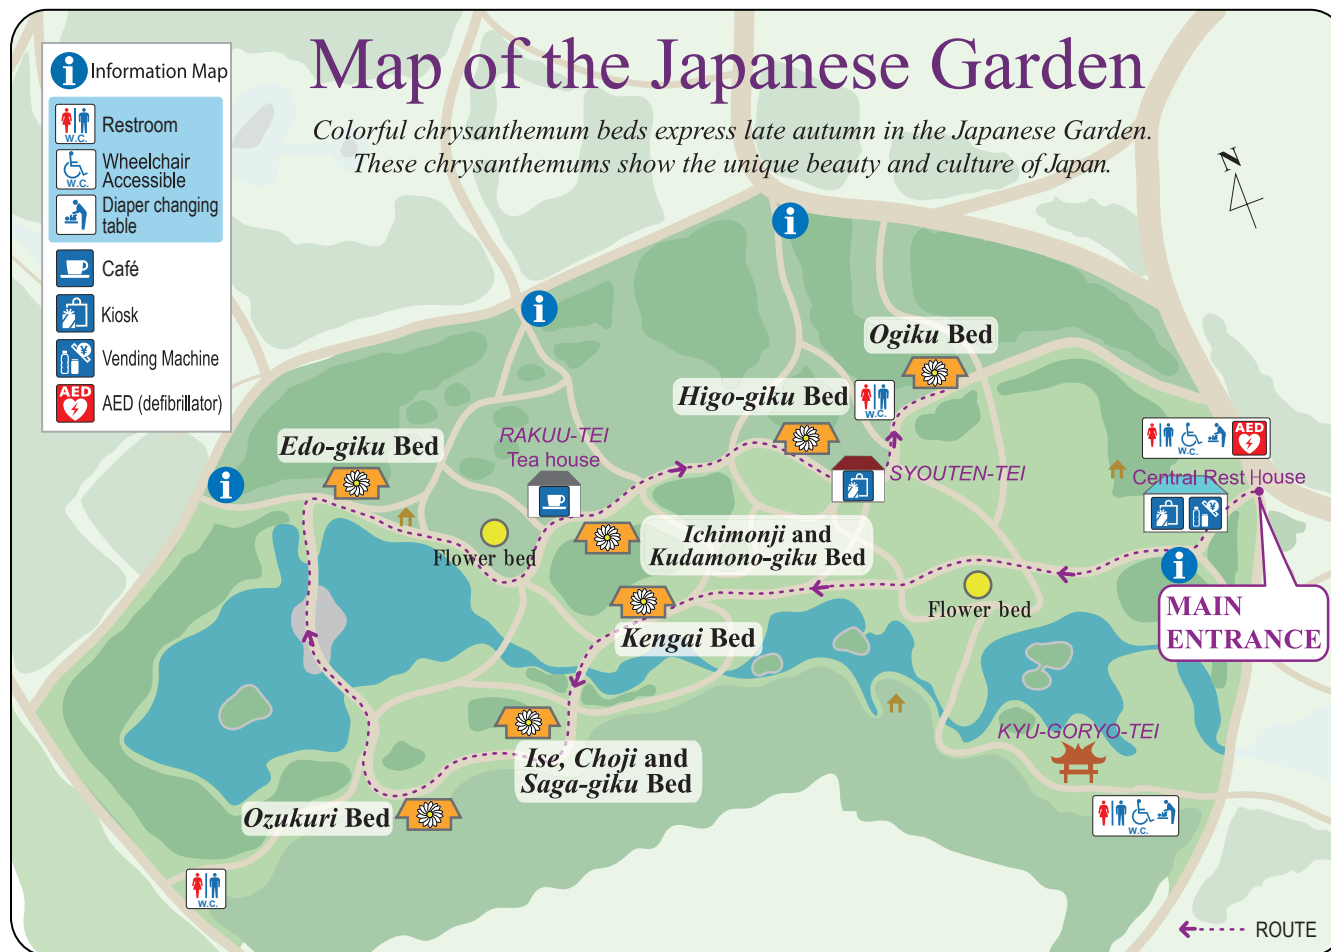 Map of the Japanese Garden
Colorful chrysanthemum beds express late autumn in the Japanese Garden.
These chrysanthemums show the unique beauty and culture of Japan.
i Information Map
W.C. Restroom
W.C. Wheelchair
Accessible
Diaper changing
table
Café
Kiosk
¥ Vending Machine
AED AED (defibrillator)
N
i
i
i
i
Ogiku Bed
Higo-giku Bed
W.C.
Edo-giku Bed
RAKUU-TEI
Tea house
SYOUTEN-TEI
W.C.
AED
Central Rest House
¥
Flower bed
Ichimonji and
Kudamono-giku Bed
Flower bed
MAIN
ENTRANCE
Kengai Bed
KYU-GORYO-TEI
Ise, Choji and
Saga-giku Bed
Ozukuri Bed
W.C.
W.C.
ROUTE